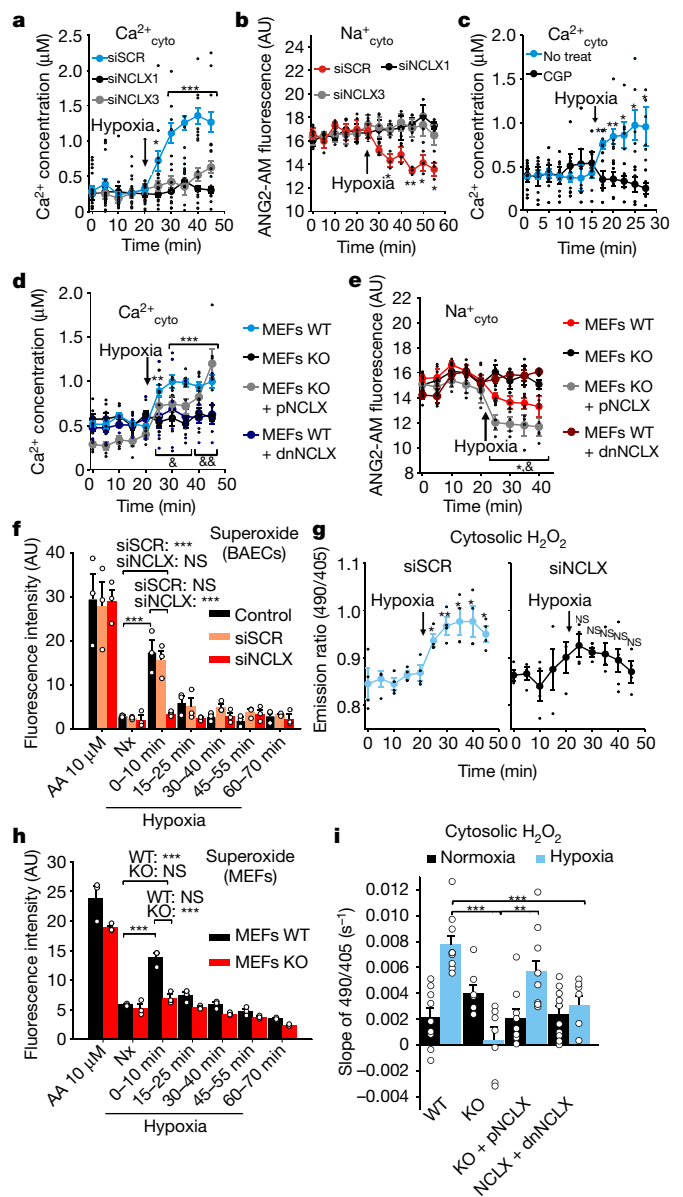 a
Ca2+cyto
Ca2+ concentration (μM)
2.5
2.0
1.5
1.0
0.5
0
siSCR
siNCLX1
siNCLX3
***
Hypoxia
0 10 20 30 40 50
Time (min)
b
Na+cyto
ANG2-AM fluorescence (AU)
24
22
20
18
16
14
12
10
siSCR
siNCLX1
siNCLX3
Hypoxia
* ** * *
0 10 20 30 40 50 60
Time (min)
c
Ca2+cyto
Ca2+ concentration (μM)
2.0
1.5
1.0
0.5
0
No treat
CGP
Hypoxia
** ** * * *
0 5 10 15 20 25 30
Time (min)
d
Ca2+cyto
Ca2+ concentration (μM)
2.0
1.5
1.0
0.5
0
Hypoxia
***
**
& &&
0 10 20 30 40 50
Time (min)
MEFs WT
MEFs KO
MEFs KO
+ pNCLX
MEFs WT
+ dnNCLX
e
Na+cyto
ANG2-AM fluorescence (AU)
22
20
18
16
14
12
10
8
Hypoxia
*,&
0 10 20 30 40
Time (min)
MEFs WT
MEFs KO
MEFs KO
+ pNCLX
MEFs WT
+ dnNCLX
f
Superoxide
(BAECs)
Fluorescence intensity (AU)
40
30
20
10
0
siSCR: ***
siNCLX: NS
siSCR: NS
siNCLX: ***
***
Control
siSCR
siNCLX
AA 10 μM
Nx
0–10 min
15–25 min
30–40 min
45–55 min
60–70 min
Hypoxia
g
Cytosolic H2O2
siSCR
siNCLX
Emission ratio (490/405)
1.1
1.0
0.9
0.8
Hypoxia
* ** * * *
Hypoxia
NS NS NS NS NS
0 10 20 30 40 50
0 10 20 30 40 50
Time (min)
h
Superoxide
(MEFs)
Fluorescence intensity (AU)
30
25
20
15
10
5
0
WT: ***
KO: NS
WT: NS
KO: ***
***
MEFs WT
MEFs KO
AA 10 μM
Nx
0–10 min
15–25 min
30–40 min
45–55 min
60–70 min
Hypoxia
i
Cytosolic H2O2
Normoxia
Hypoxia
Slope of 490/405 (s−1)
0.012
0.010
0.008
0.006
0.004
0.002
0
−0.002
−0.004
***
*** **
WT
KO
KO + pNCLX
NCLX + dnNCLX